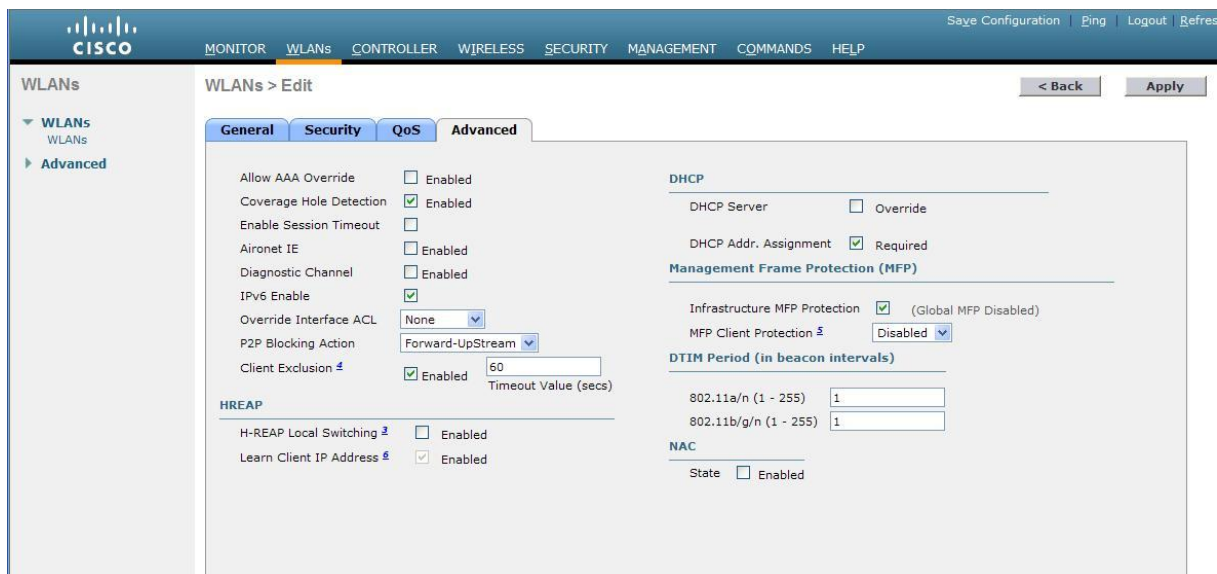 Save Configuration | Ping | Logout | Refres
CISCO
MONITOR WLANs CONTROLLER WIRELESS SECURITY MANAGEMENT COMMANDS HELP
WLANs
WLANs
WLANs
Advanced
WLANs > Edit
< Back Apply
General Security QoS Advanced
Allow AAA Override Enabled
Coverage Hole Detection Enabled
Enable Session Timeout
Aironet IE Enabled
Diagnostic Channel Enabled
IPv6 Enable
Override Interface ACL None
P2P Blocking Action Forward-UpStream
Client Exclusion 4 Enabled 60
Timeout Value (secs)
HREAP
H-REAP Local Switching 3 Enabled
Learn Client IP Address 6 Enabled
DHCP
DHCP Server Override
DHCP Addr. Assignment Required
Management Frame Protection (MFP)
Infrastructure MFP Protection (Global MFP Disabled)
MFP Client Protection 5 Disabled
DTIM Period (in beacon intervals)
802.11a/n (1 - 255) 1
802.11b/g/n (1 - 255) 1
NAC
State Enabled